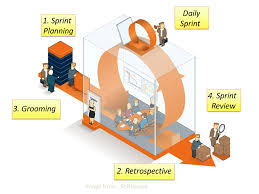 Daily
Sprint
1. Sprint
Planning
3. Grooming
4. Sprint
Review
2. Retrospective